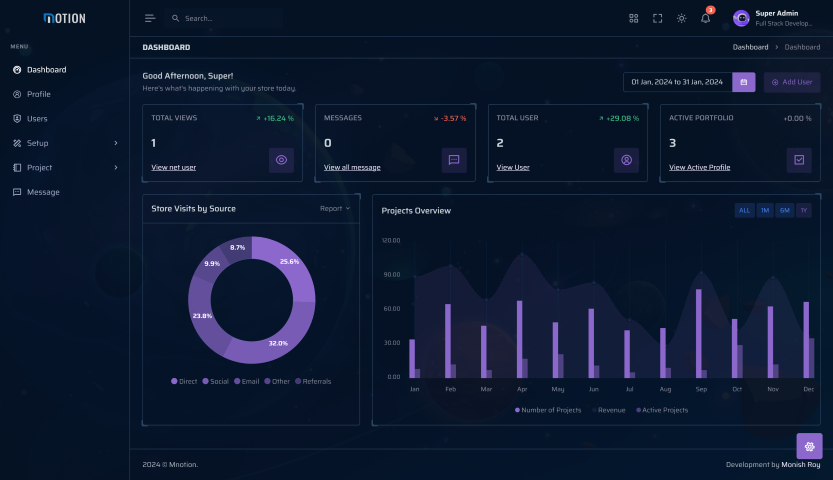 MOTION
Search...
3
Super Admin
Full Stack Develop...
MENU
Dashboard
Profile
Users
Setup
Project
Message
DASHBOARD
Dashboard > Dashboard
Good Afternoon, Super!
Here's what's happening with your store today.
01 Jan, 2024 to 31 Jan, 2024
Add User
TOTAL VIEWS
+16.24 %
1
View net user
MESSAGES
-3.57 %
0
View all message
TOTAL USER
+29.08 %
2
View User
ACTIVE PORTFOLIO
+0.00 %
3
View Active Profile
Store Visits by Source
Report
8.7%
25.6%
9.9%
23.8%
32.0%
Direct Social Email Other Referrals
Projects Overview
ALL 1M 6M 1Y
120.00
90.00
60.00
30.00
0.00
Jan Feb Mar Apr May Jun Jul Aug Sep Oct Nov Dec
Number of Projects Revenue Active Projects
2024 © Mnotion.
Development by Monish Roy